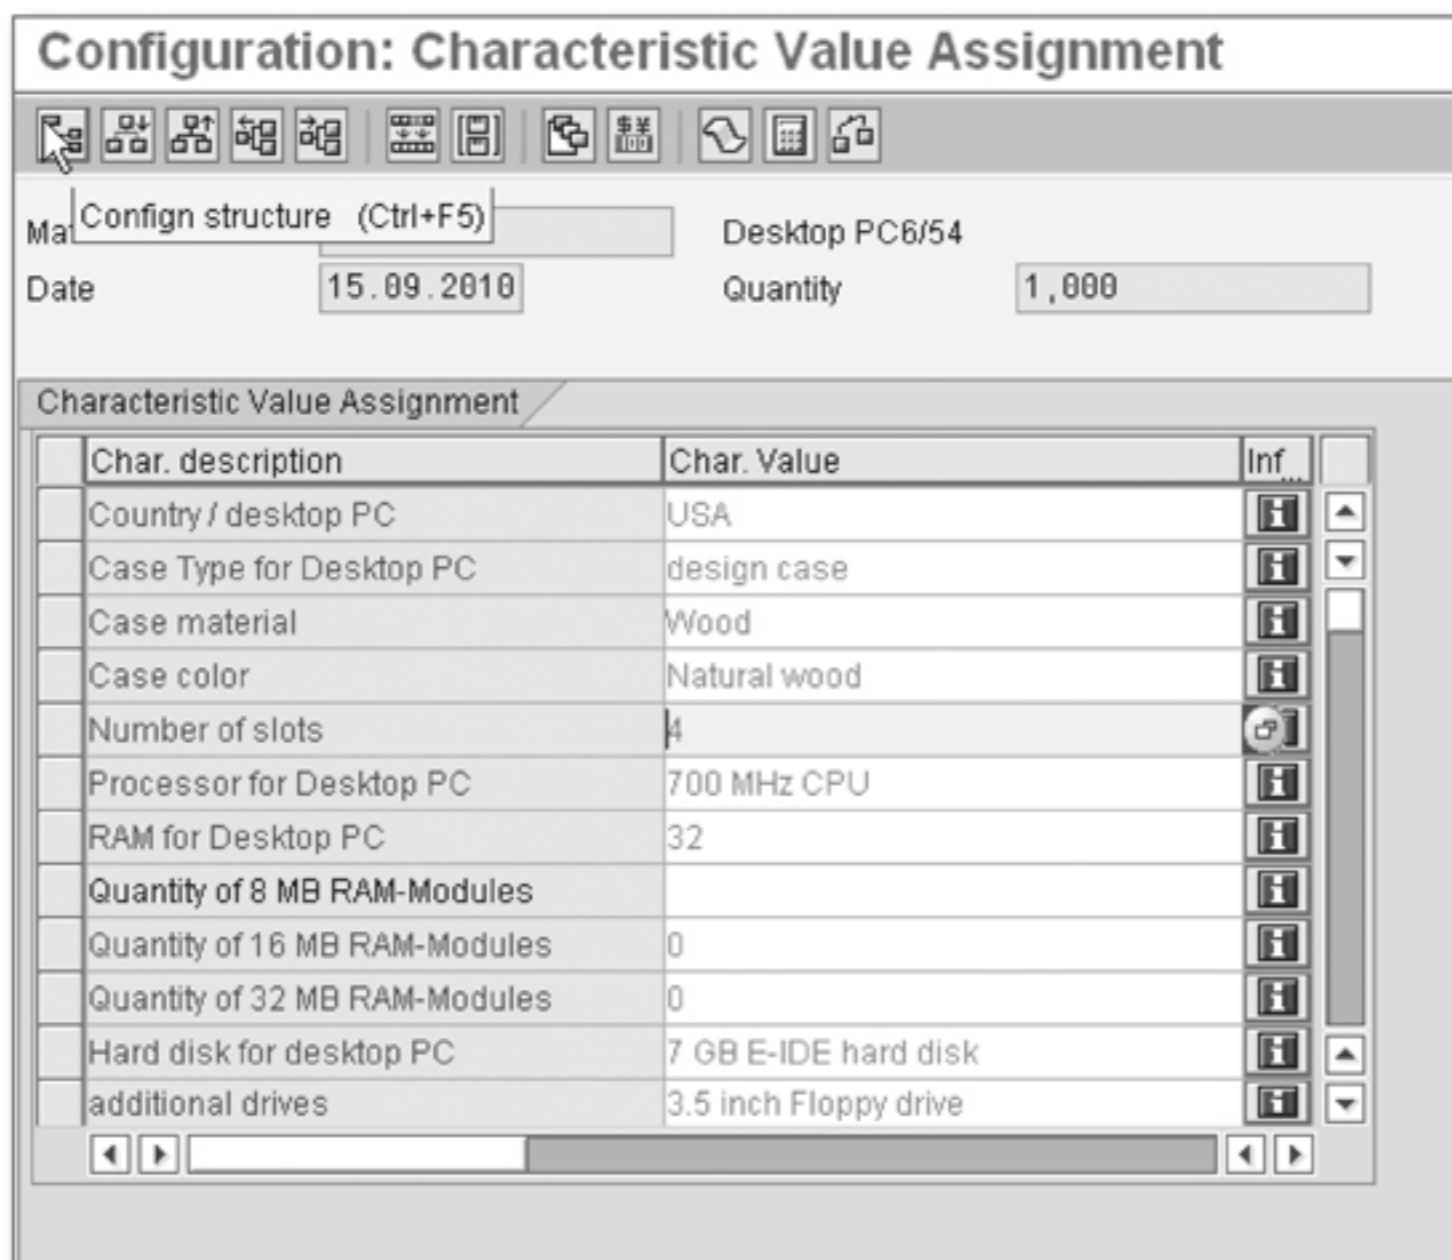 Configuration: Characteristic Value Assignment
Confign structure (Ctrl+F5)
Desktop PC6/54
Date 15.09.2010 Quantity 1,000
Characteristic Value Assignment
Char. description Char. Value Inf...
Country / desktop PC USA
Case Type for Desktop PC design case
Case material Wood
Case color Natural wood
Number of slots 4
Processor for Desktop PC 700 MHz CPU
RAM for Desktop PC 32
Quantity of 8 MB RAM-Modules
Quantity of 16 MB RAM-Modules 0
Quantity of 32 MB RAM-Modules 0
Hard disk for desktop PC 7 GB E-IDE hard disk
additional drives 3.5 inch Floppy drive